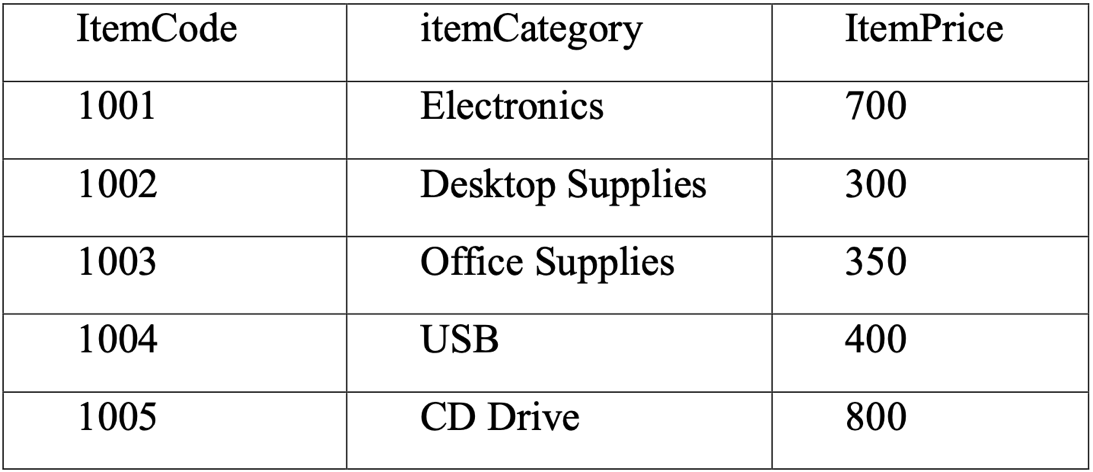 ItemCode itemCategory ItemPrice
1001 Electronics 700
1002 Desktop Supplies 300
1003 Office Supplies 350
1004 USB 400
1005 CD Drive 800